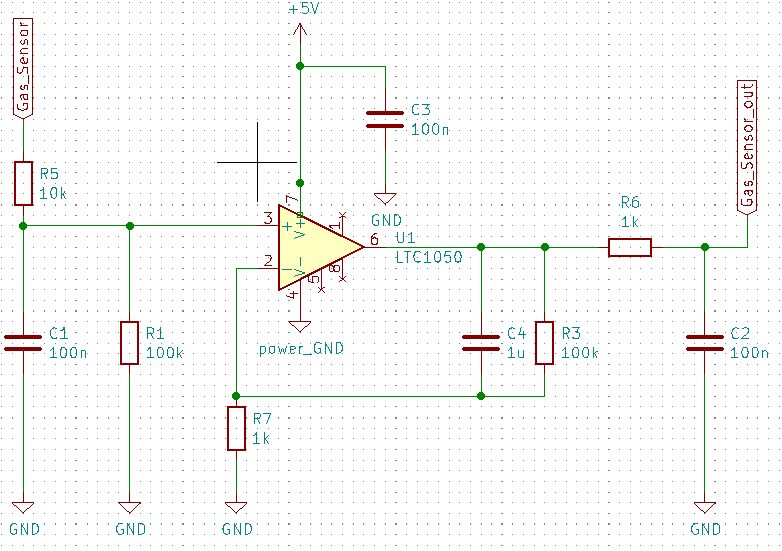 +5V
Gas_Sensor
C3
100n
Gas_Sensor_out
R5
10k
GND
7
3
+
V+
1
6
U1
LTC1050
R6
1k
2
-
V-
8
5
4
power_GND
C1
100n
R1
100k
C4
1u
R3
100k
C2
100n
R7
1k
GND
GND
GND
GND